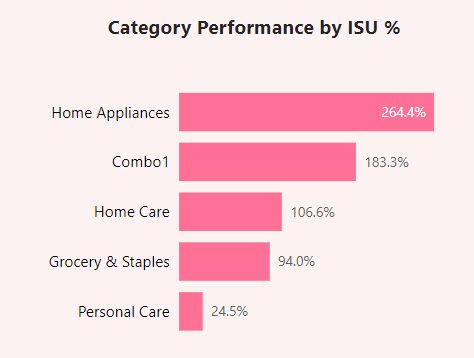 Category Performance by ISU %
Home Appliances 264.4%
Combo1 183.3%
Home Care 106.6%
Grocery & Staples 94.0%
Personal Care 24.5%